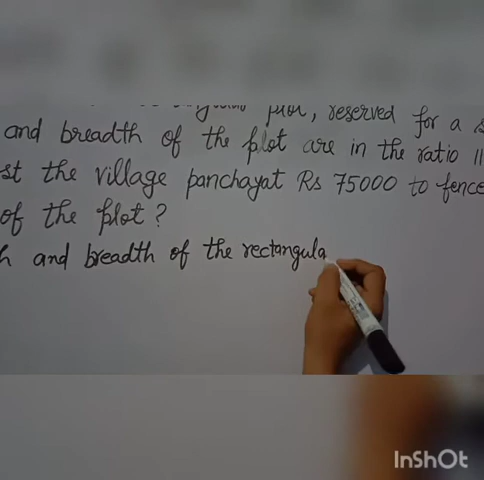 plot, reserved for a
and breadth of the plot are in the ratio 11
the village panchayat Rs 75000 to fence
of the plot?
and breadth of the rectangula
InShOt